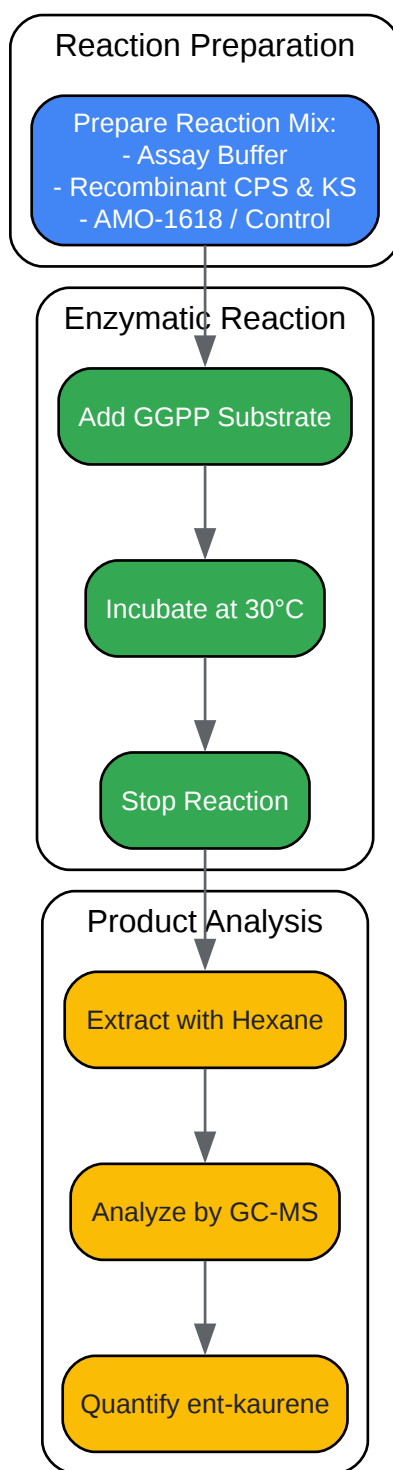 Reaction Preparation
Prepare Reaction Mix:
- Assay Buffer
- Recombinant CPS & KS
- AMO-1618 / Control
Enzymatic Reaction
Add GGPP Substrate
Incubate at 30°C
Stop Reaction
Product Analysis
Extract with Hexane
Analyze by GC-MS
Quantify ent-kaurene